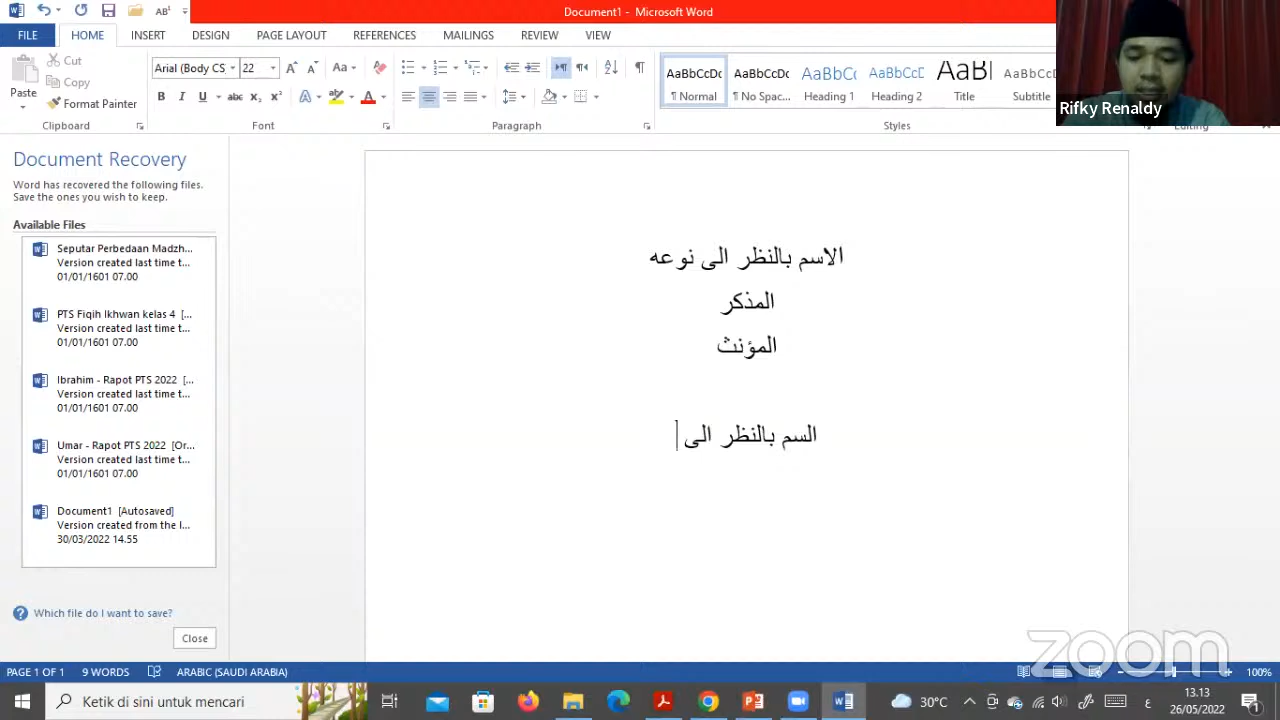 Document1 - Microsoft Word
FILE
HOME
INSERT
DESIGN
PAGE LAYOUT
REFERENCES
MAILINGS
REVIEW
VIEW
Paste
Cut
Copy
Format Painter
Clipboard
Arial (Body CS
22
Font
Paragraph
AaBbCcDc
¶ Normal
AaBbCcDc
¶ No Spac...
AaBbCc
Heading 1
AaBbCcE
Heading 2
AaBl
Title
AaBbCcD
Subtitle
Styles
Editing
Rifky Renaldy
Document Recovery
Word has recovered the following files.
Save the ones you wish to keep.
Available Files
Seputar Perbedaan Madzh...
Version created last time t...
01/01/1601 07.00
PTS Fiqih Ikhwan kelas 4 [...
Version created last time t...
01/01/1601 07.00
Ibrahim - Rapot PTS 2022 [...
Version created last time t...
01/01/1601 07.00
Umar - Rapot PTS 2022 [Or...
Version created last time t...
01/01/1601 07.00
Document1 [Autosaved]
Version created from the l...
30/03/2022 14.55
Which file do I want to save?
Close
الاسم بالنظر الى نوعه
المذكر
المؤنث
السم بالنظر الى
zoom
PAGE 1 OF 1
9 WORDS
ARABIC (SAUDI ARABIA)
100%
Ketik di sini untuk mencari
30°C
ع
13.13
26/05/2022